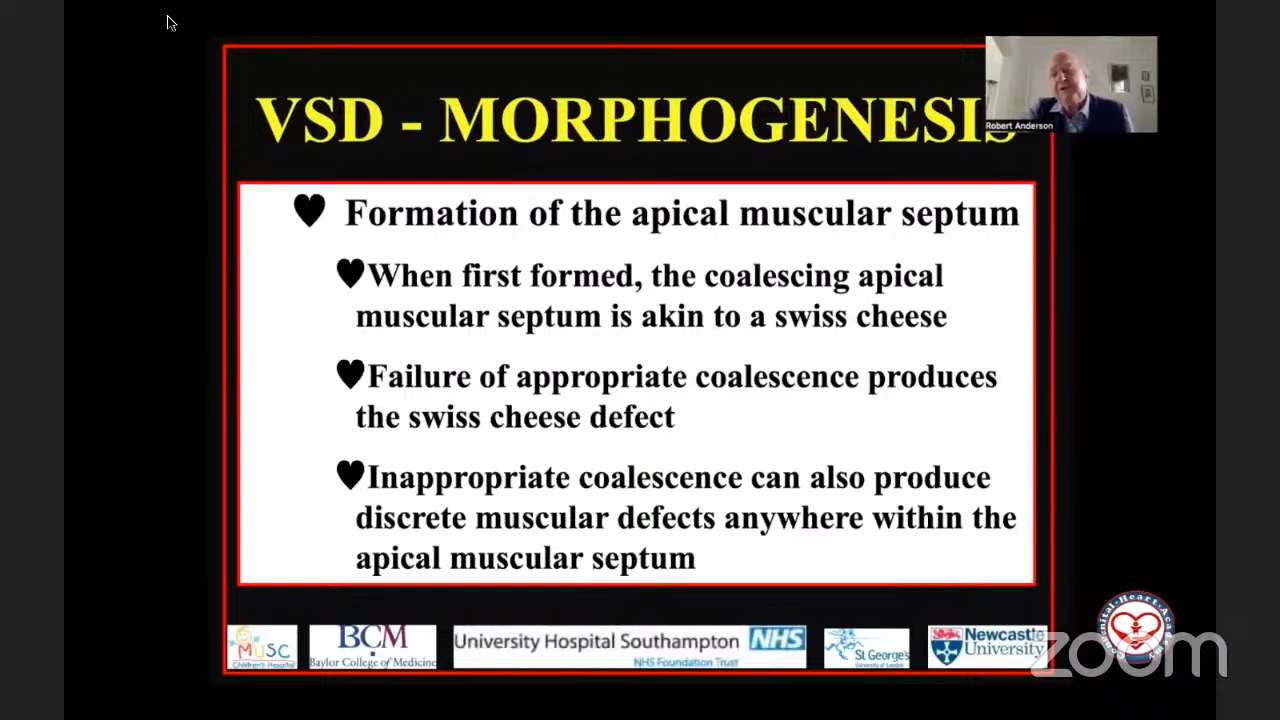 VSD - MORPHOGENESIS
Robert Anderson
Formation of the apical muscular septum
When first formed, the coalescing apical
muscular septum is akin to a swiss cheese
Failure of appropriate coalescence produces
the swiss cheese defect
Inappropriate coalescence can also produce
discrete muscular defects anywhere within the
apical muscular septum
MUSC
Children's Hospital
BCM
Baylor College of Medicine
University Hospital Southampton NHS
NHS Foundation Trust
St George's
University of London
Newcastle
University
Congenital Heart Academy
zoom